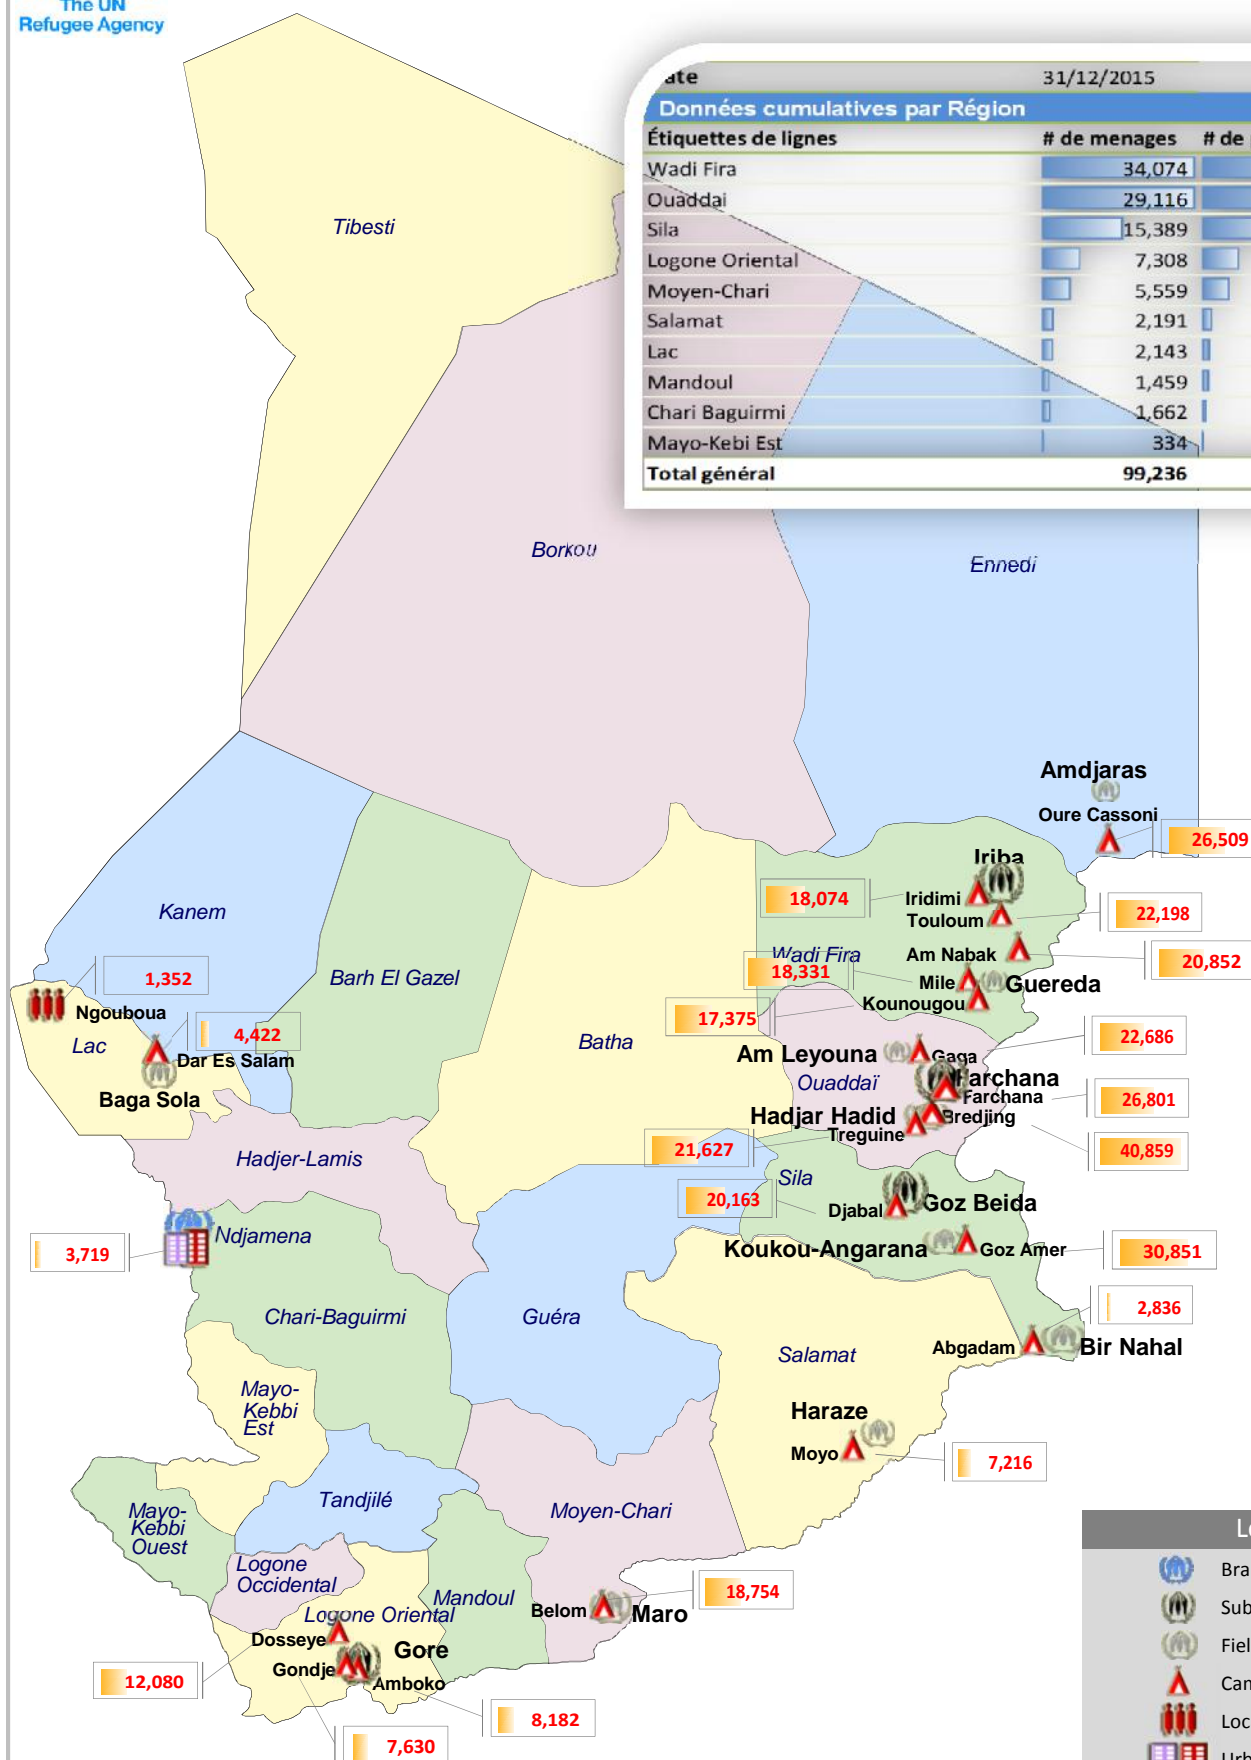 The UN
Refugee Agency
31/12/2015
Données cumulatives par Région
Étiquettes de lignes # de menages # de
Wadi Fira 34,074
Ouaddai 29,116
Sila 15,389
Logone Oriental 7,308
Moyen-Chari 5,559
Salamat 2,191
Lac 2,143
Mandoul 1,459
Chari Baguirmi 1,662
Mayo-Kebi Est 334
Total général 99,236
Tibesti
Borkou
Ennedi
Amdjaras
Oure Cassoni
26,509
Iriba
18,074
Iridimi
Touloum
22,198
Kanem
Wadi Fira
Am Nabak
20,852
1,352
Barh El Gazel
18,331
Mile
Guereda
Ngouboua
Kounougou
17,375
4,422
22,686
Lac
Batha
Am Leyouna
Gaga
Dar Es Salam
Ouaddaï
Farchana
Baga Sola
Farchana
26,801
Hadjar Hadid
Bredjing
Treguine
21,627
40,859
Hadjer-Lamis
Sila
20,163
Djabal
Goz Beida
Ndjamena
3,719
Koukou-Angarana
Goz Amer
30,851
2,836
Chari-Baguirmi
Guéra
Salamat
Abgadam
Bir Nahal
Mayo-
Kebbi
Est
Haraze
Moyo
7,216
Tandjilé
Moyen-Chari
Mayo-
Kebbi
Ouest
Logone
Occidental
Mandoul
18,754
Belom
Maro
Logone Oriental
Dosseye
Gore
Gondje
Amboko
12,080
8,182
7,630